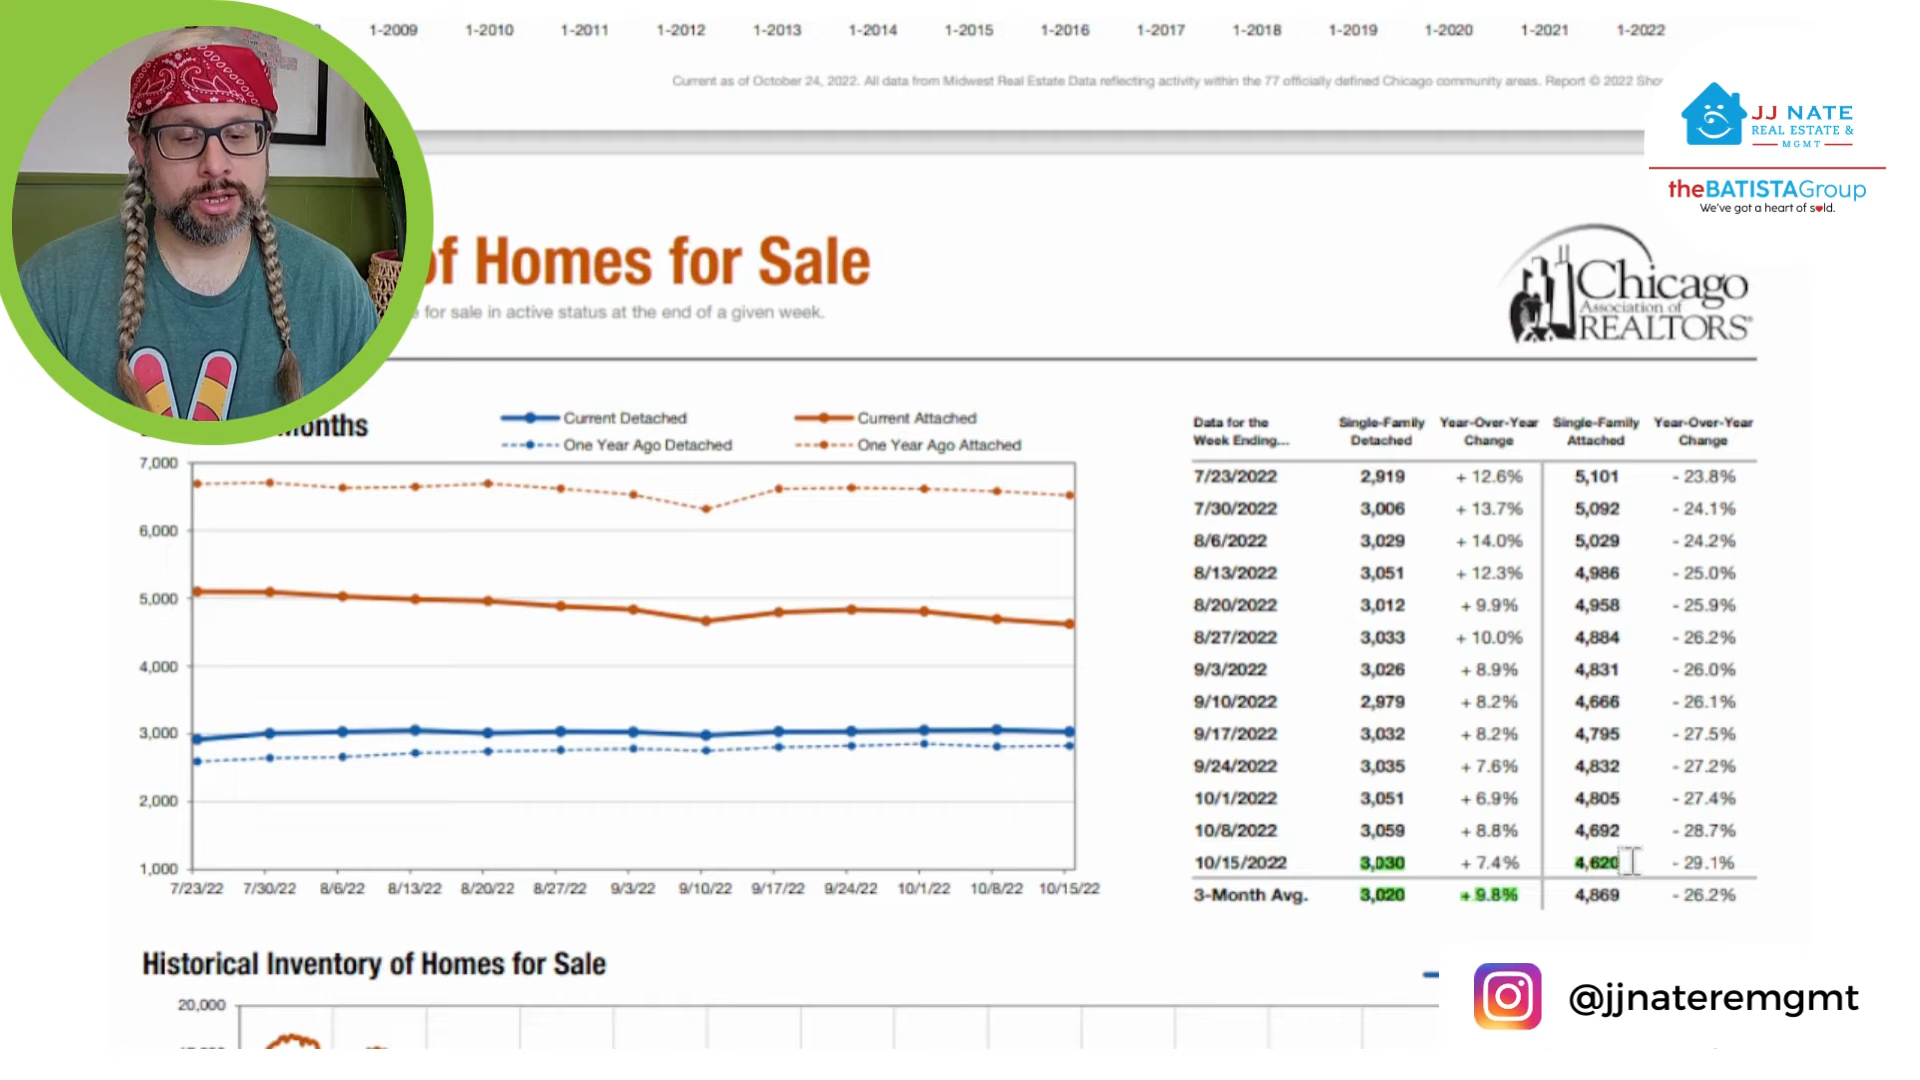 1-2009 1-2010 1-2011 1-2012 1-2013 1-2014 1-2015 1-2016 1-2017 1-2018 1-2019 1-2020 1-2021 1-2022
Current as of October 24, 2022. All data from Midwest Real Estate Data reflecting activity within the 77 officially defined Chicago community areas. Report © 2022 Sho
JJ NATE
REAL ESTATE &
MGMT
theBATISTAGroup
We've got a heart of sold.
of Homes for Sale
for sale in active status at the end of a given week.
Chicago
Association of
REALTORS®
onths
Current Detached Current Attached
One Year Ago Detached One Year Ago Attached
7,000
6,000
5,000
4,000
3,000
2,000
1,000
7/23/22 7/30/22 8/6/22 8/13/22 8/20/22 8/27/22 9/3/22 9/10/22 9/17/22 9/24/22 10/1/22 10/8/22 10/15/22
Data for the Single-Family Year-Over-Year Single-Family Year-Over-Year
Week Ending... Detached Change Attached Change
7/23/2022 2,919 + 12.6% 5,101 - 23.8%
7/30/2022 3,006 + 13.7% 5,092 - 24.1%
8/6/2022 3,029 + 14.0% 5,029 - 24.2%
8/13/2022 3,051 + 12.3% 4,986 - 25.0%
8/20/2022 3,012 + 9.9% 4,958 - 25.9%
8/27/2022 3,033 + 10.0% 4,884 - 26.2%
9/3/2022 3,026 + 8.9% 4,831 - 26.0%
9/10/2022 2,979 + 8.2% 4,666 - 26.1%
9/17/2022 3,032 + 8.2% 4,795 - 27.5%
9/24/2022 3,035 + 7.6% 4,832 - 27.2%
10/1/2022 3,051 + 6.9% 4,805 - 27.4%
10/8/2022 3,059 + 8.8% 4,692 - 28.7%
10/15/2022 3,030 + 7.4% 4,620 - 29.1%
3-Month Avg. 3,020 + 9.8% 4,869 - 26.2%
Historical Inventory of Homes for Sale
20,000
@jjnateremgmt